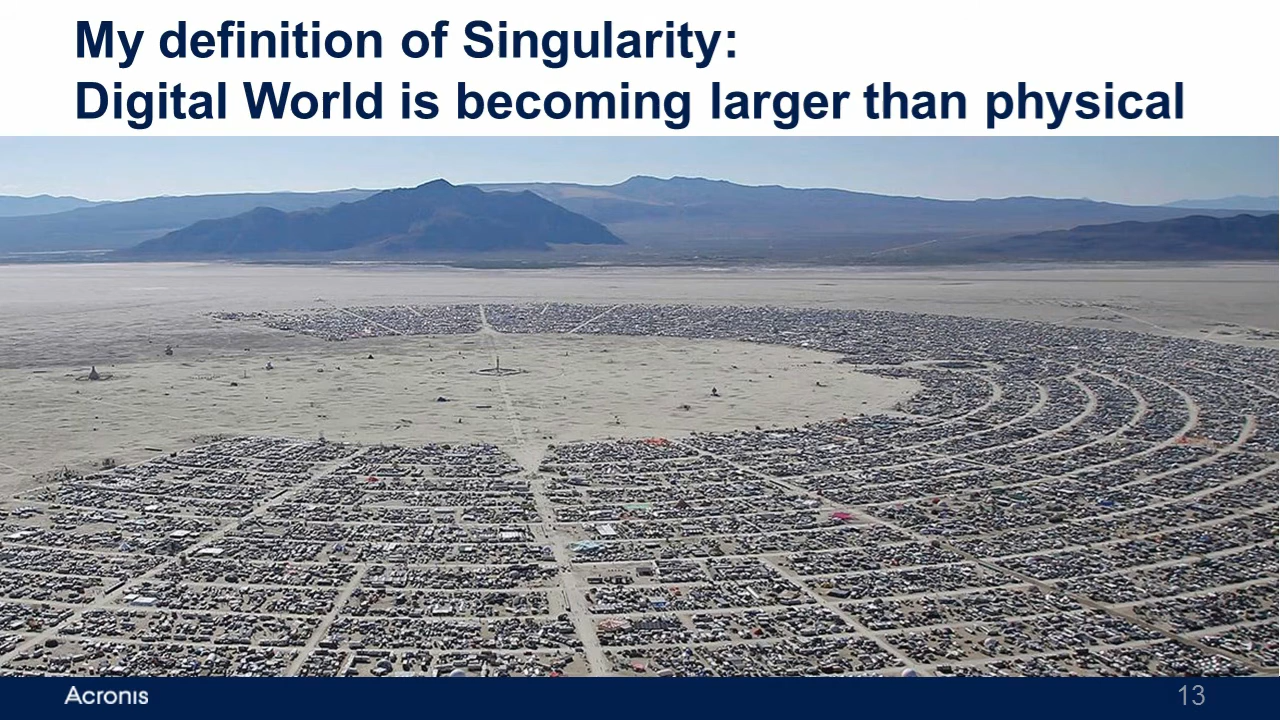 My definition of Singularity:
Digital World is becoming larger than physical
Acronis
13